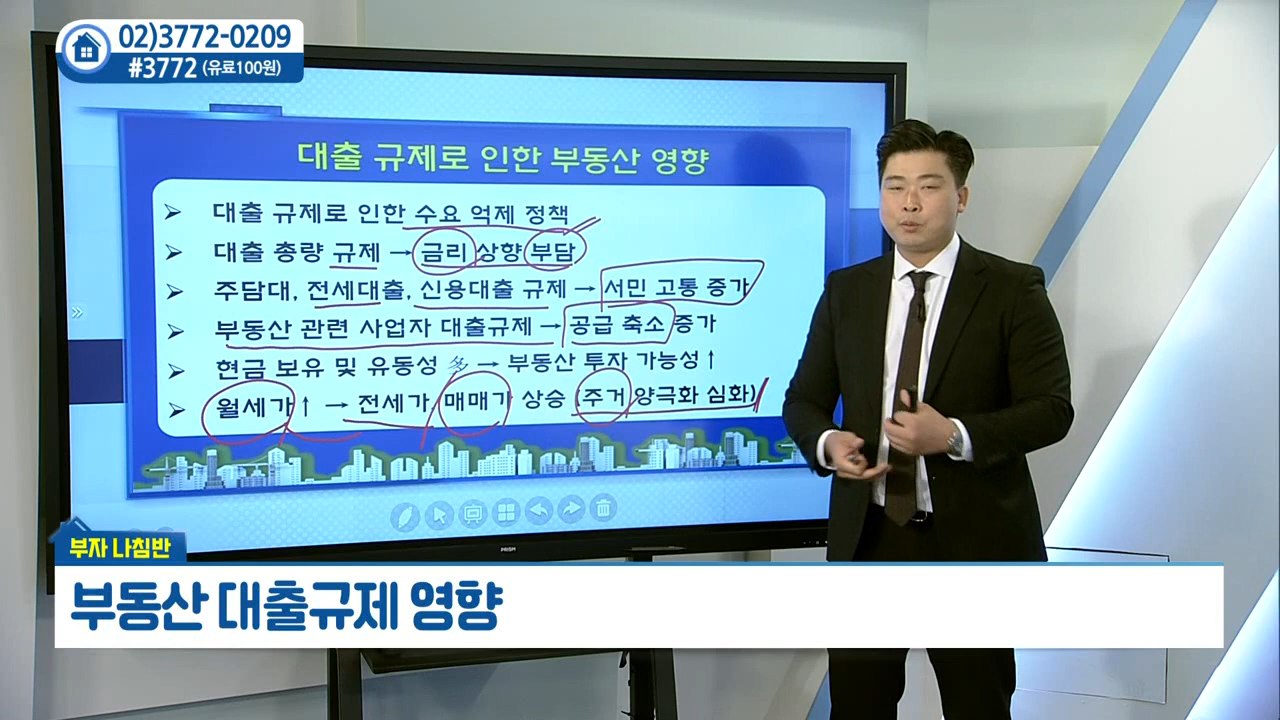 02)3772-0209
#3772 (유료100원)
대출 규제로 인한 부동산 영향
➢ 대출 규제로 인한 수요 억제 정책
➢ 대출 총량 규제 → 금리 상향 부담
➢ 주담대, 전세대출, 신용대출 규제 → 서민 고통 증가
➢ 부동산 관련 사업자 대출규제 → 공급 축소 증가
➢ 현금 보유 및 유동성 多 → 부동산 투자 가능성 ↑
➢ 월세가 ↑ → 전세가, 매매가 상승 (주거 양극화 심화)
PRISM
부자 나침반
부동산 대출규제 영향